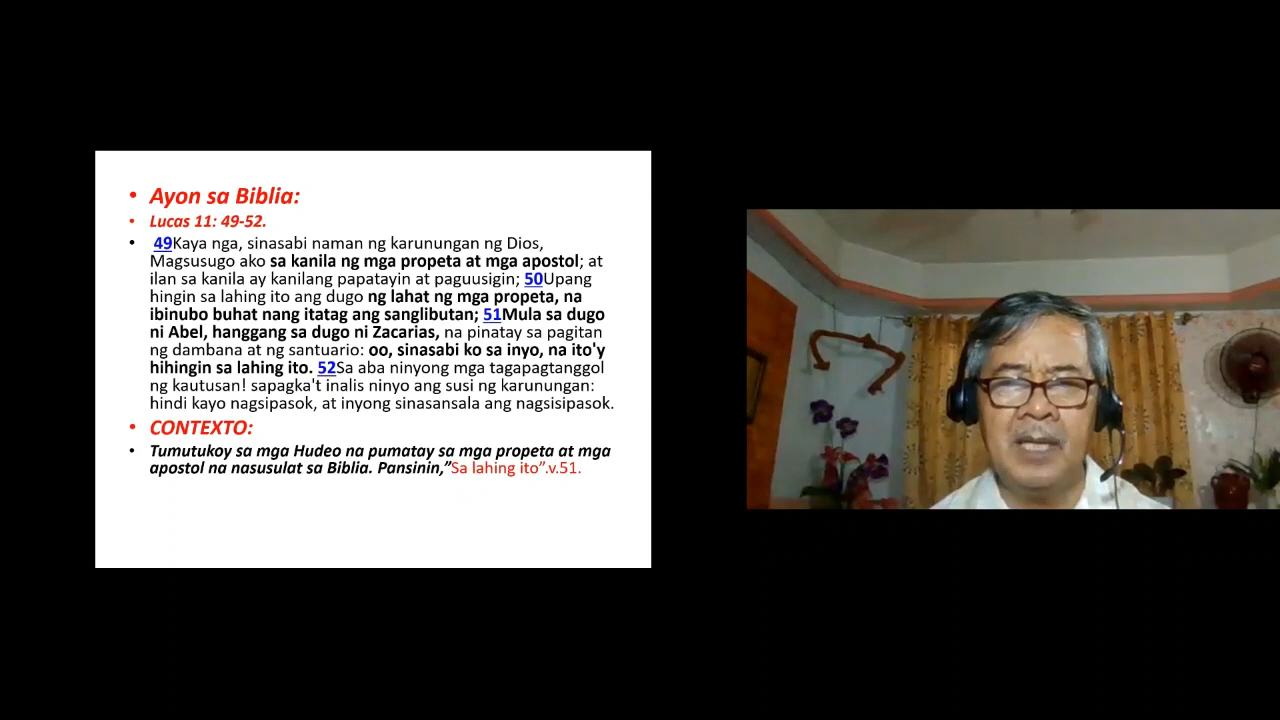 • Ayon sa Biblia:
• Lucas 11: 49-52.
• 49Kaya nga, sinasabi naman ng karunungan ng Dios,
Magsusugo ako sa kanila ng mga propeta at mga apostol; at
ilan sa kanila ay kanilang papatayin at paguusigin; 50Upang
hingin sa lahing ito ang dugo ng lahat ng mga propeta, na
ibinubo buhat nang itatag ang sanglibutan; 51Mula sa dugo
ni Abel, hanggang sa dugo ni Zacarias, na pinatay sa pagitan
ng dambana at ng santuario: oo, sinasabi ko sa inyo, na ito'y
hihingin sa lahing ito. 52Sa aba ninyong mga tagapagtanggol
ng kautusan! sapagka't inalis ninyo ang susi ng karunungan:
hindi kayo nagsipasok, at inyong sinasansala ang nagsisipasok.
• CONTEXTO:
• Tumutukoy sa mga Hudeo na pumatay sa mga propeta at mga
apostol na nasusulat sa Biblia. Pansinin,”Sa lahing ito”.v.51.